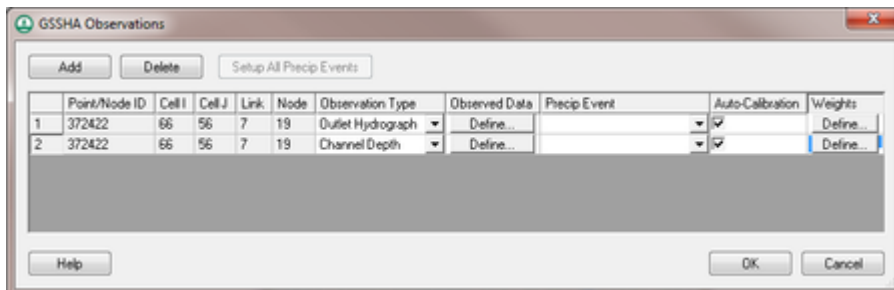 GSSHA Observations
Add Delete Setup All Precip Events
Point/Node ID Cell I Cell J Link Node Observation Type Observed Data Precip Event Auto-Calibration Weights
1 372422 66 56 7 19 Outlet Hydrograph Define... Define...
2 372422 66 56 7 19 Channel Depth Define... Define...
Help OK Cancel